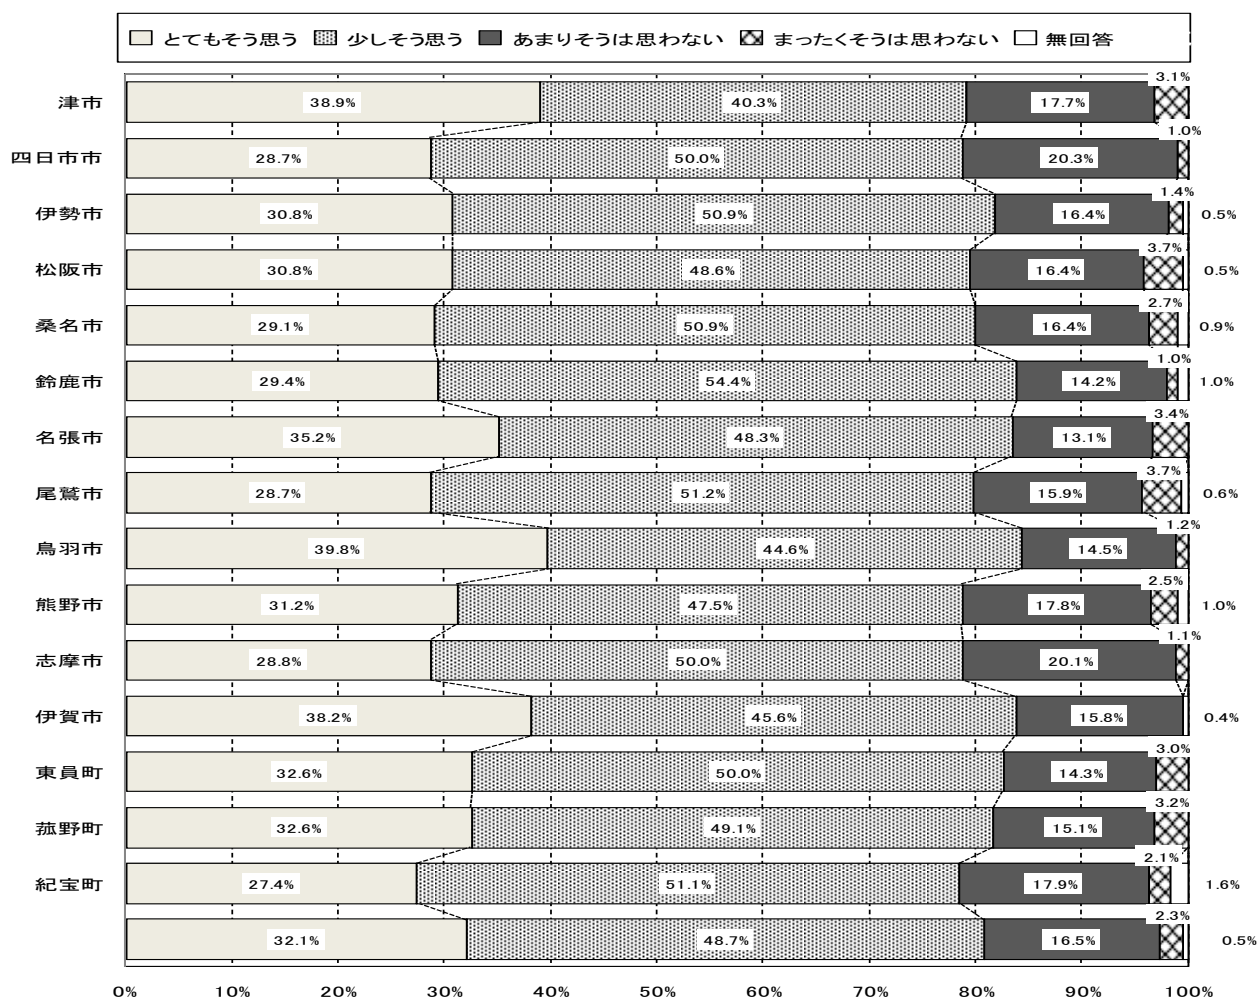 とてもそう思う 少しそう思う あまりそうは思わない まったくそうは思わない 無回答
3.1%
津市 38.9% 40.3% 17.7%
1.0%
四日市市 28.7% 50.0% 20.3%
1.4%
伊勢市 30.8% 50.9% 16.4% 0.5%
3.7%
松阪市 30.8% 48.6% 16.4% 0.5%
2.7%
桑名市 29.1% 50.9% 16.4% 0.9%
1.0%
鈴鹿市 29.4% 54.4% 14.2% 1.0%
3.4%
名張市 35.2% 48.3% 13.1%
3.7%
尾鷲市 28.7% 51.2% 15.9% 0.6%
1.2%
鳥羽市 39.8% 44.6% 14.5%
2.5%
熊野市 31.2% 47.5% 17.8% 1.0%
1.1%
志摩市 28.8% 50.0% 20.1%
伊賀市 38.2% 45.6% 15.8% 0.4%
3.0%
東員町 32.6% 50.0% 14.3%
3.2%
菰野町 32.6% 49.1% 15.1%
2.1%
紀宝町 27.4% 51.1% 17.9% 1.6%
2.3%
32.1% 48.7% 16.5% 0.5%
0% 10% 20% 30% 40% 50% 60% 70% 80% 90% 100%